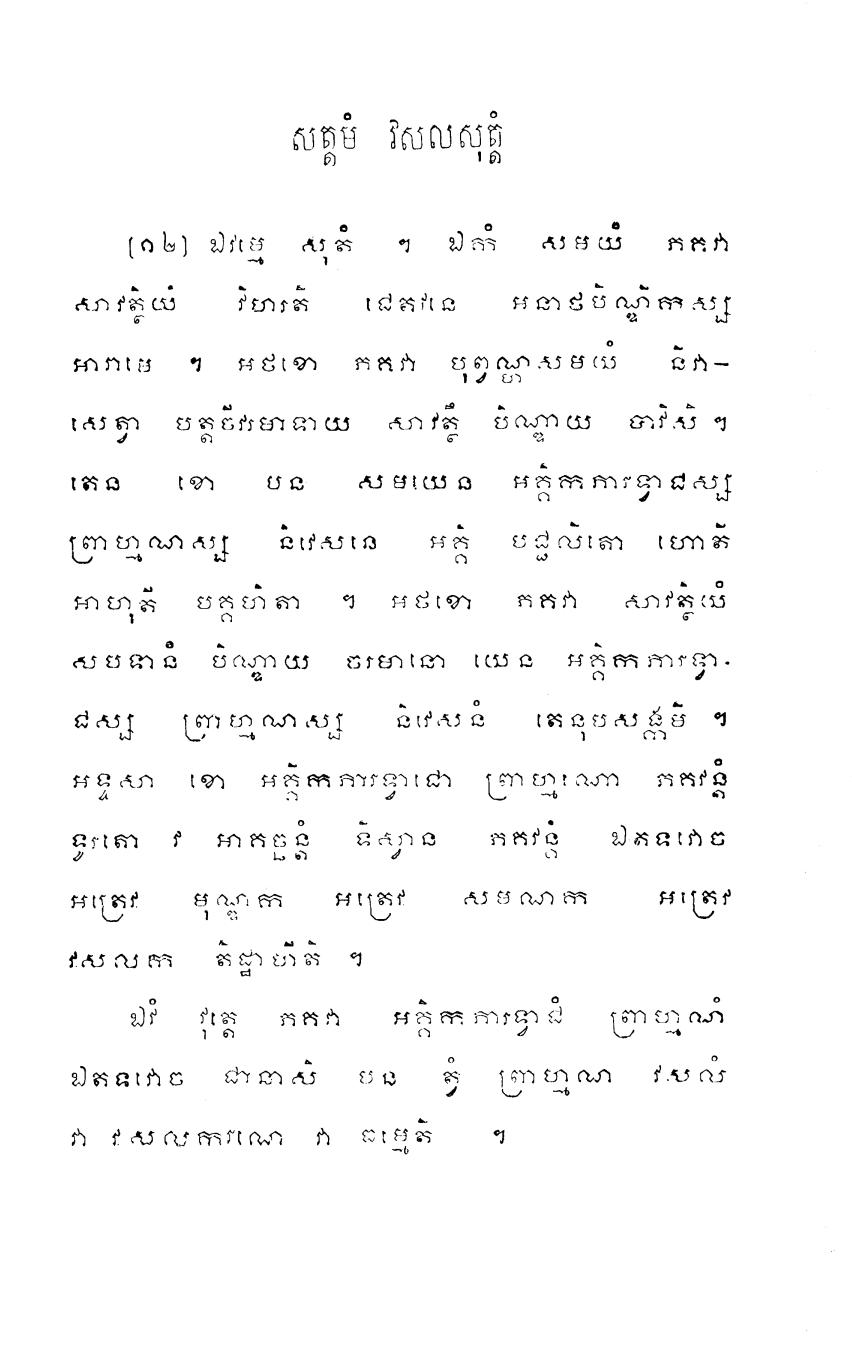 សត្តមំ វសលសុត្តំ
[១២] ឯវម្មេ សុតំ ។ ឯកំ សមយំ ភគវា
សាវត្ថិយំ វិហរតិ ជេតវនេ អនាថបិណ្ឌិកស្ស
អារាមេ ។ អថខោ ភគវា បុព្វណ្ហសមយំ និវា-
សេត្វា បត្តចីវរមាទាយ សាវត្ថឹ បិណ្ឌាយ បាវិសិ ។
តេន ខោ បន សមយេន អគ្គិកភារទ្វាជស្ស
ព្រាហ្មណស្ស និវេសនេ អគ្គិ បជ្ជលិតោ ហោតិ
អាហុតិ បគ្គហិតា ។ អថខោ ភគវា សាវត្ថិយំ
សបទានំ បិណ្ឌាយ ចរមានោ យេន អគ្គិកភារទ្វា-
ជស្ស ព្រាហ្មណស្ស និវេសនំ តេនុបសង្កមិ ។
អទ្ទសា ខោ អគ្គិកភារទ្វាជោ ព្រាហ្មណោ ភគវន្តំ
ទូរតោ វ អាគច្ឆន្តំ ទិស្វាន ភគវន្តំ ឯតទវោច
អត្រេវ មុណ្ឌក អត្រេវ សមណក អត្រេវ
វសលក តិដ្ឋាហីតិ ។
ឯវំ វុត្តេ ភគវា អគ្គិកភារទ្វាជំ ព្រាហ្មណំ
ឯតទវោច ជានាសិ បន ត្វំ ព្រាហ្មណ វសលំ
វា វសលករណេ វា ធម្មេតិ ។